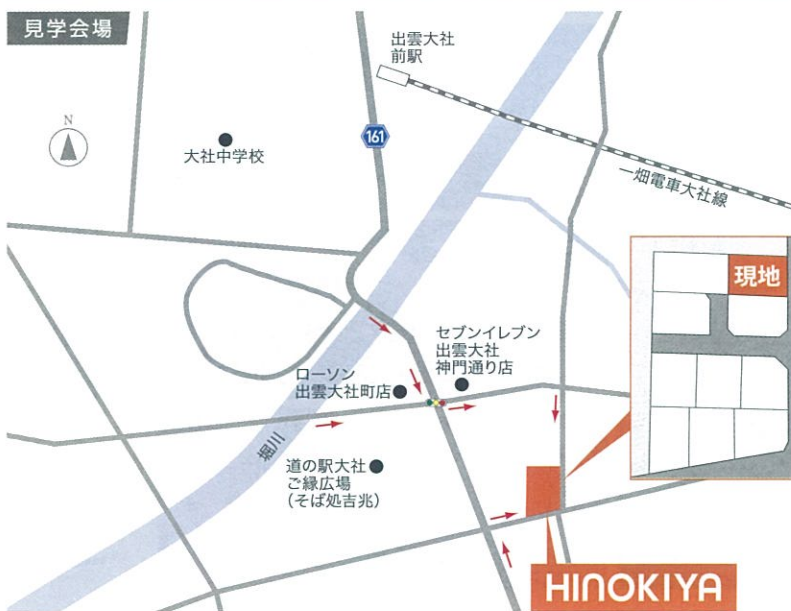 見学会場
出雲大社
前駅
N
161
大社中学校
一畑電車大社線
現地
セブンイレブン
出雲大社
神門通り店
ローソン
出雲大社町店
堀川
道の駅大社
ご縁広場
(そば処吉兆)
HINOKIYA